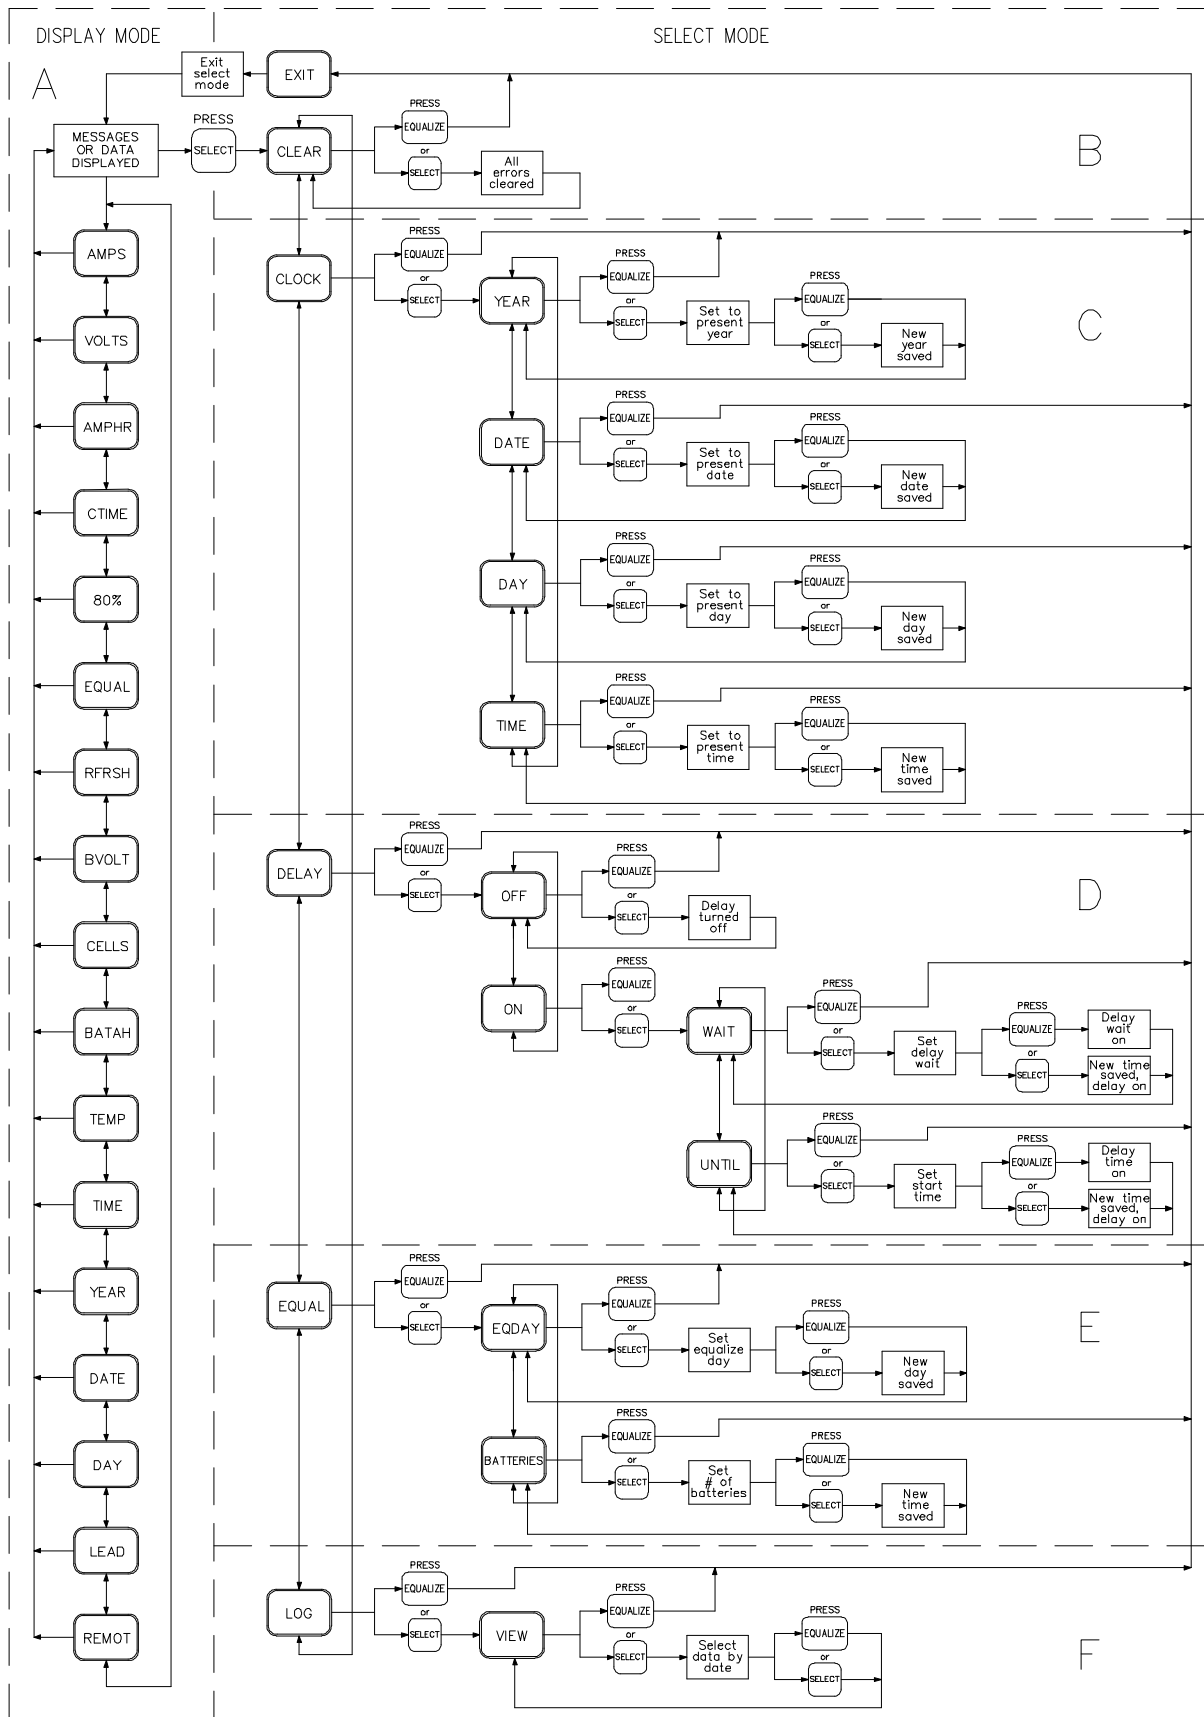 DISPLAY MODE
SELECT MODE
A
Exit
select
mode
EXIT
MESSAGES
OR DATA
DISPLAYED
PRESS
SELECT
CLEAR
PRESS
EQUALIZE
or
SELECT
All
errors
cleared
B
AMPS
VOLTS
AMPHR
CTIME
80%
EQUAL
RFRSH
BVOLT
CELLS
BATAH
TEMP
TIME
YEAR
DATE
DAY
LEAD
REMOT
CLOCK
PRESS
EQUALIZE
or
SELECT
YEAR
PRESS
EQUALIZE
or
SELECT
Set to
present
year
PRESS
EQUALIZE
or
SELECT
New
year
saved
C
DATE
PRESS
EQUALIZE
or
SELECT
Set to
present
date
PRESS
EQUALIZE
or
SELECT
New
date
saved
DAY
PRESS
EQUALIZE
or
SELECT
Set to
present
day
PRESS
EQUALIZE
or
SELECT
New
day
saved
TIME
PRESS
EQUALIZE
or
SELECT
Set to
present
time
PRESS
EQUALIZE
or
SELECT
New
time
saved
DELAY
PRESS
EQUALIZE
or
SELECT
OFF
PRESS
EQUALIZE
or
SELECT
Delay
turned
off
D
ON
PRESS
EQUALIZE
or
SELECT
WAIT
PRESS
EQUALIZE
or
SELECT
Set
delay
wait
PRESS
EQUALIZE
or
SELECT
Delay
wait
on
New time
saved,
delay on
UNTIL
PRESS
EQUALIZE
or
SELECT
Set
start
time
PRESS
EQUALIZE
or
SELECT
Delay
time
on
New time
saved,
delay on
EQUAL
PRESS
EQUALIZE
or
SELECT
EQDAY
PRESS
EQUALIZE
or
SELECT
Set
equalize
day
PRESS
EQUALIZE
or
SELECT
New
day
saved
E
BATTERIES
PRESS
EQUALIZE
or
SELECT
Set
# of
batteries
PRESS
EQUALIZE
or
SELECT
New
time
saved
LOG
PRESS
EQUALIZE
or
SELECT
VIEW
PRESS
EQUALIZE
or
SELECT
Select
data by
date
PRESS
EQUALIZE
or
SELECT
F